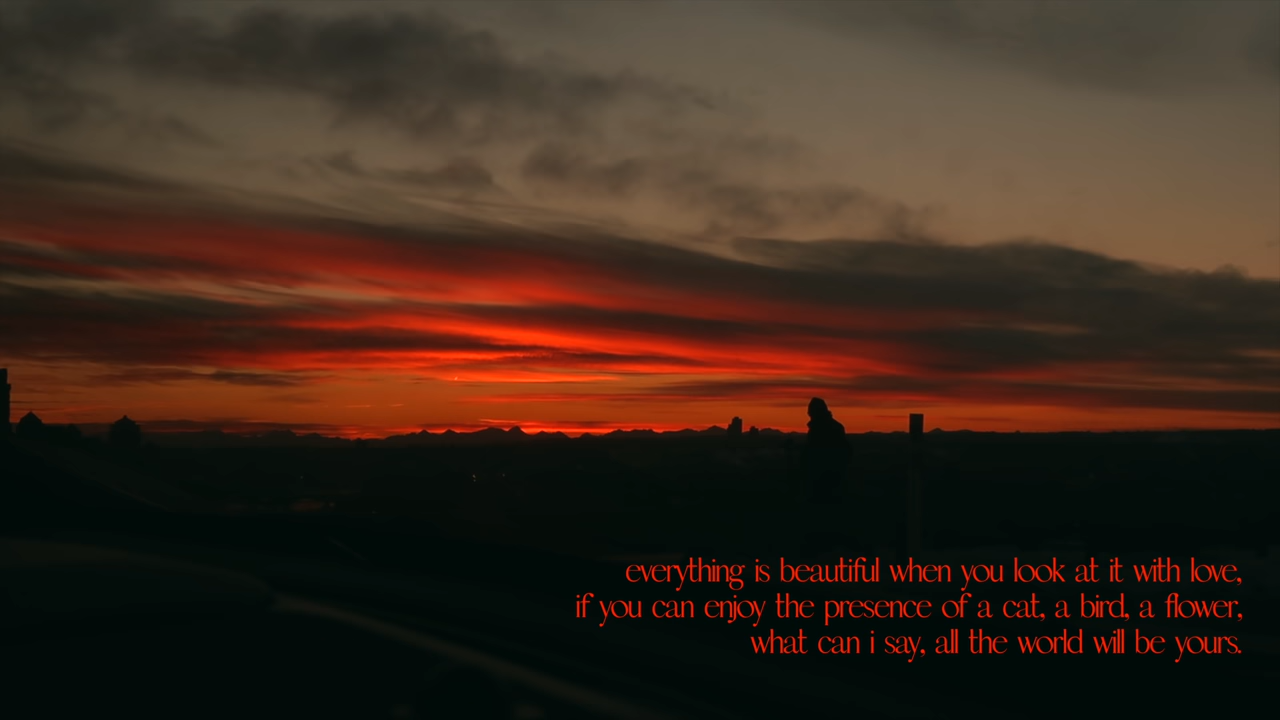 everything is beautiful when you look at it with love,
if you can enjoy the presence of a cat, a bird, a flower,
what can i say, all the world will be yours.